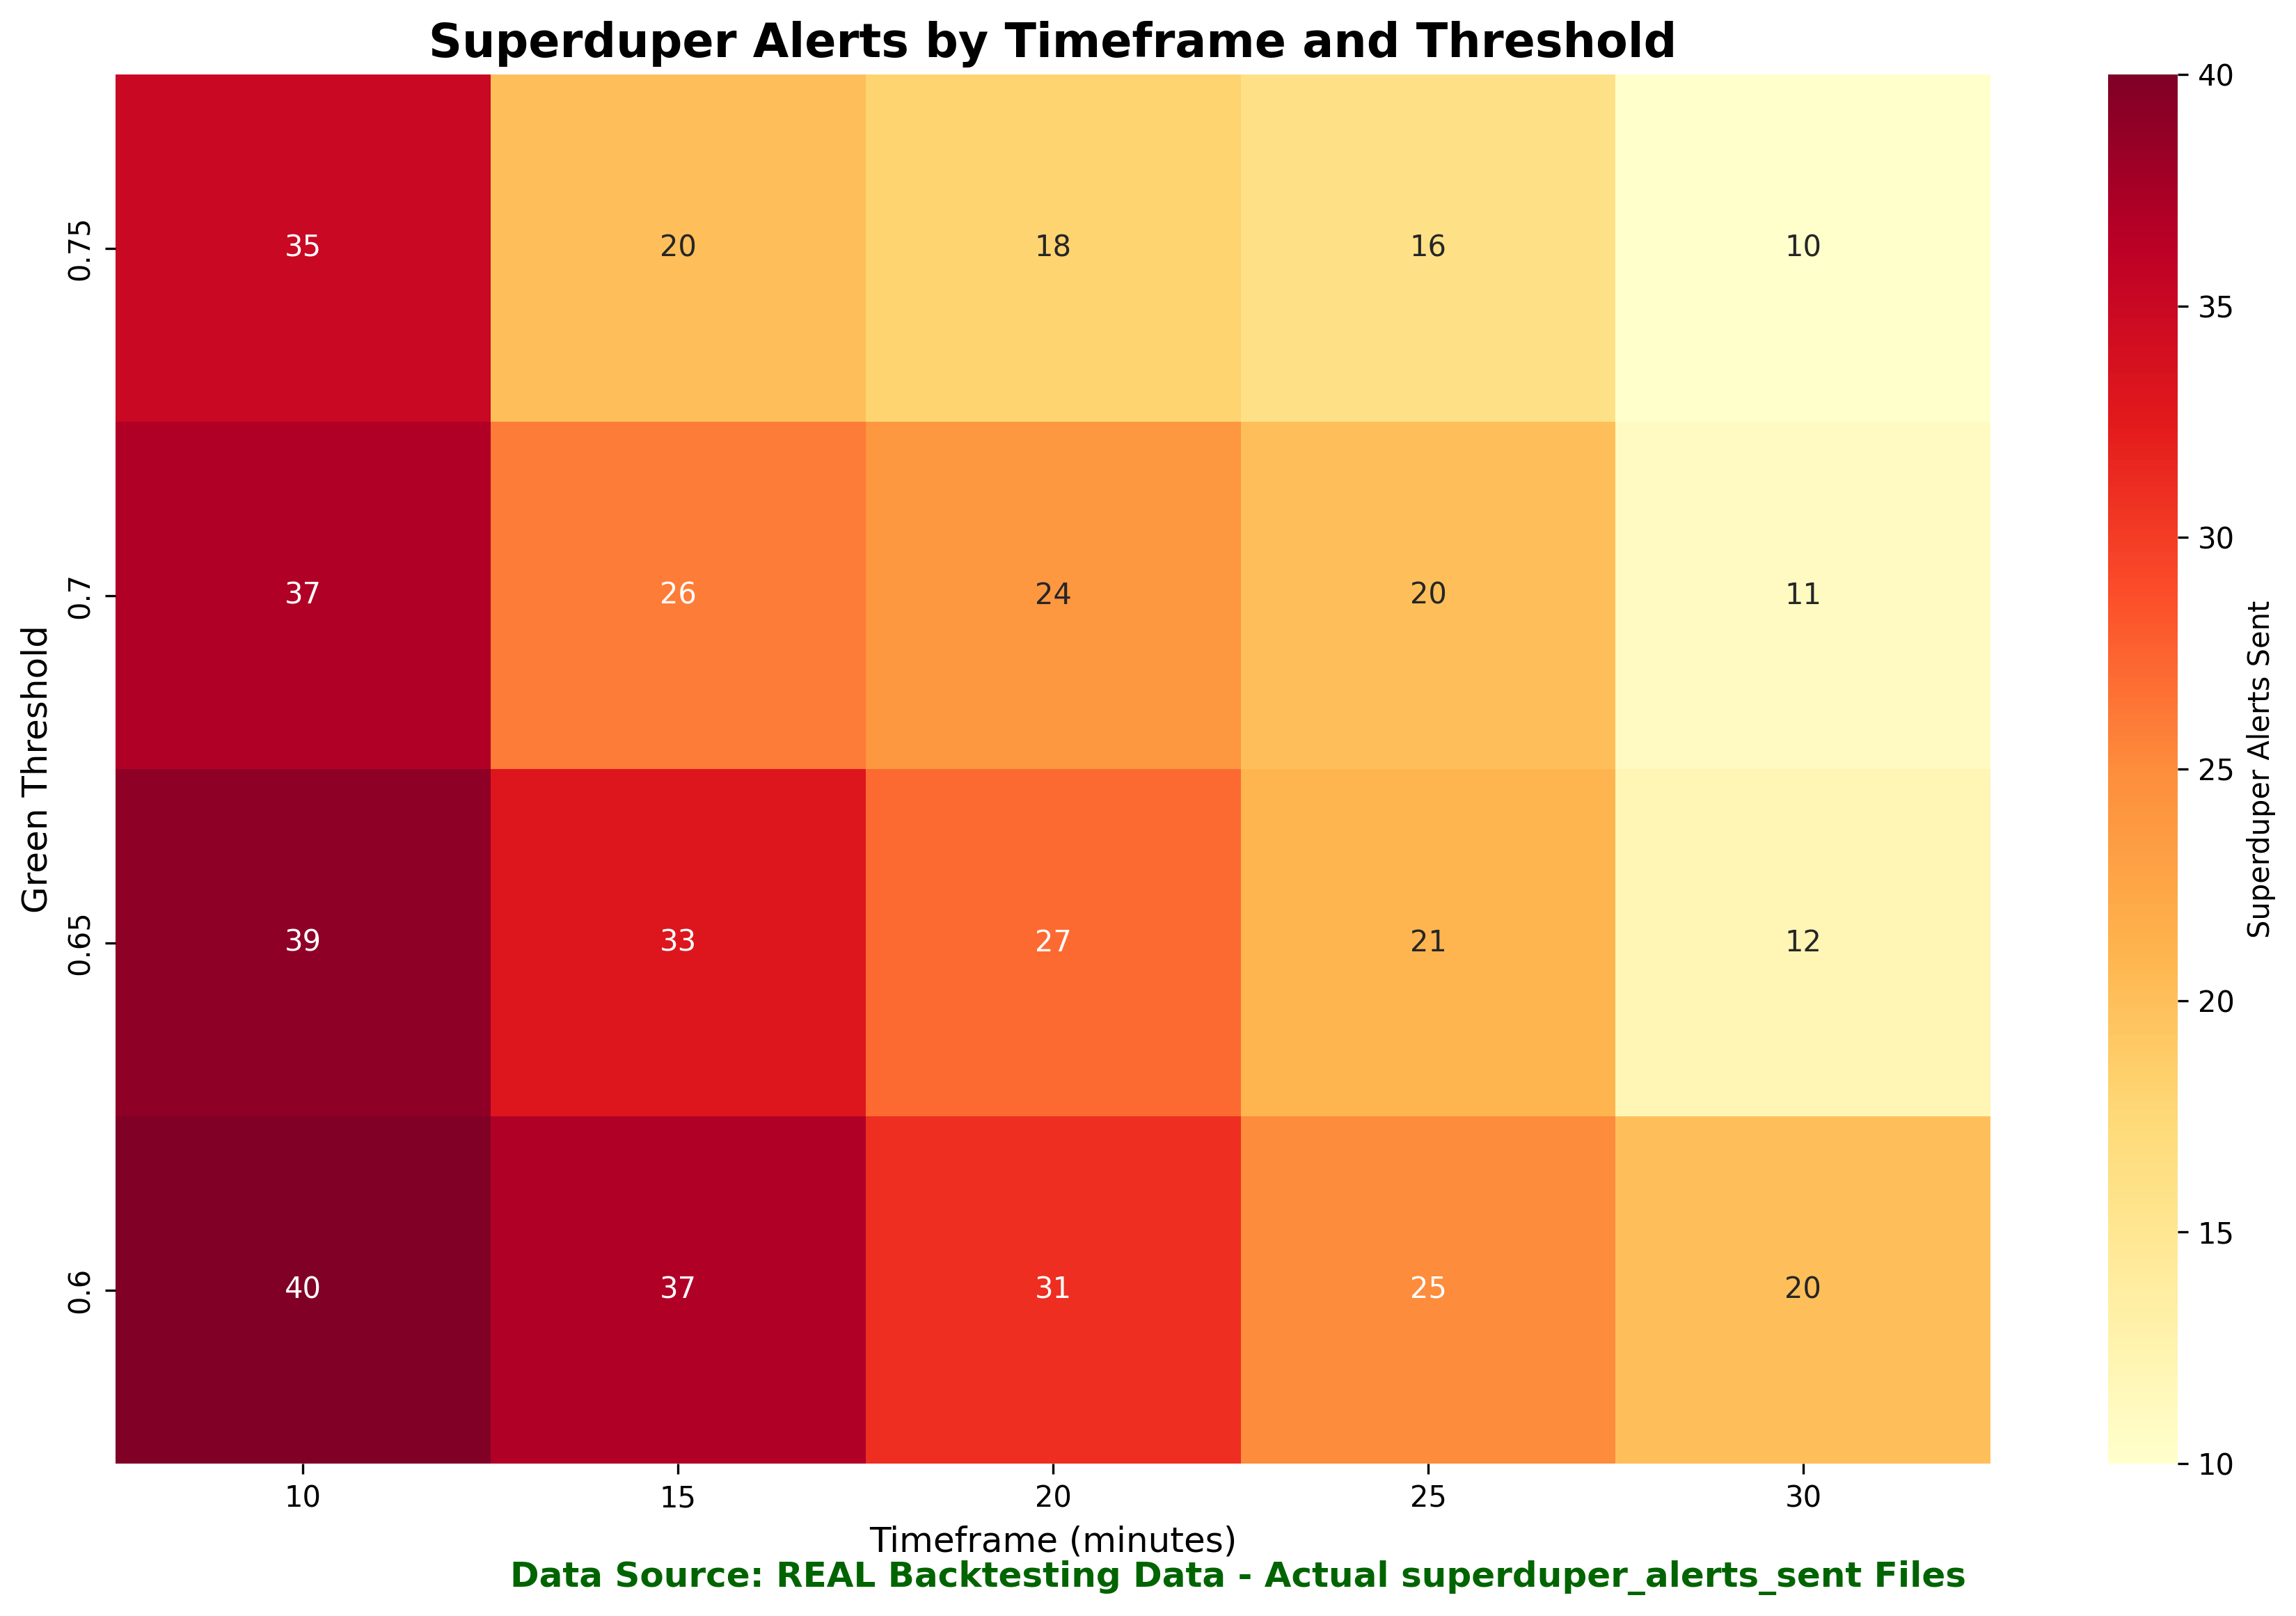 Superduper Alerts by Timeframe and Threshold
Green Threshold
0.75
35 20 18 16 10
0.7
37 26 24 20 11
0.65
39 33 27 21 12
0.6
40 37 31 25 20
10 15 20 25 30
Timeframe (minutes)
40
35
30
25
20
15
10
Superduper Alerts Sent
Data Source: REAL Backtesting Data - Actual superduper_alerts_sent Files